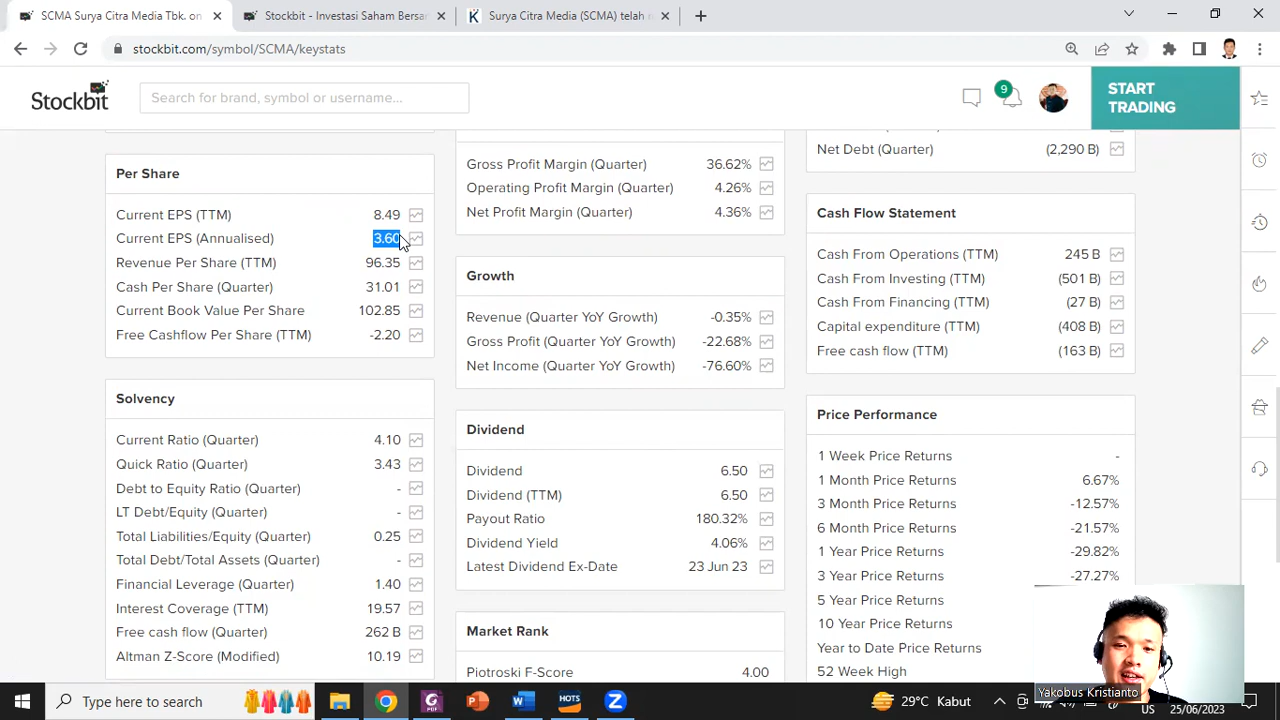 SCMA Surya Citra Media Tbk. on
Stockbit - Investasi Saham Bersar
Surya Citra Media (SCMA) telah
stockbit.com/symbol/SCMA/keystats
Stockbit
Search for brand, symbol or username...
9
START
TRADING
Per Share
Current EPS (TTM) 8.49
Current EPS (Annualised) 3.60
Revenue Per Share (TTM) 96.35
Cash Per Share (Quarter) 31.01
Current Book Value Per Share 102.85
Free Cashflow Per Share (TTM) -2.20
Solvency
Current Ratio (Quarter) 4.10
Quick Ratio (Quarter) 3.43
Debt to Equity Ratio (Quarter) -
LT Debt/Equity (Quarter) -
Total Liabilities/Equity (Quarter) 0.25
Total Debt/Total Assets (Quarter) -
Financial Leverage (Quarter) 1.40
Interest Coverage (TTM) 19.57
Free cash flow (Quarter) 262 B
Altman Z-Score (Modified) 10.19
Gross Profit Margin (Quarter) 36.62%
Operating Profit Margin (Quarter) 4.26%
Net Profit Margin (Quarter) 4.36%
Growth
Revenue (Quarter YoY Growth) -0.35%
Gross Profit (Quarter YoY Growth) -22.68%
Net Income (Quarter YoY Growth) -76.60%
Dividend
Dividend 6.50
Dividend (TTM) 6.50
Payout Ratio 180.32%
Dividend Yield 4.06%
Latest Dividend Ex-Date 23 Jun 23
Market Rank
Piotroski F-Score 4.00
Net Debt (Quarter) (2,290 B)
Cash Flow Statement
Cash From Operations (TTM) 245 B
Cash From Investing (TTM) (501 B)
Cash From Financing (TTM) (27 B)
Capital expenditure (TTM) (408 B)
Free cash flow (TTM) (163 B)
Price Performance
1 Week Price Returns -
1 Month Price Returns 6.67%
3 Month Price Returns -12.57%
6 Month Price Returns -21.57%
1 Year Price Returns -29.82%
3 Year Price Returns -27.27%
5 Year Price Returns
10 Year Price Returns
Year to Date Price Returns
52 Week High
Yakobus Kristianto
Type here to search
HOTS
29°C Kabut
US
25/06/2023